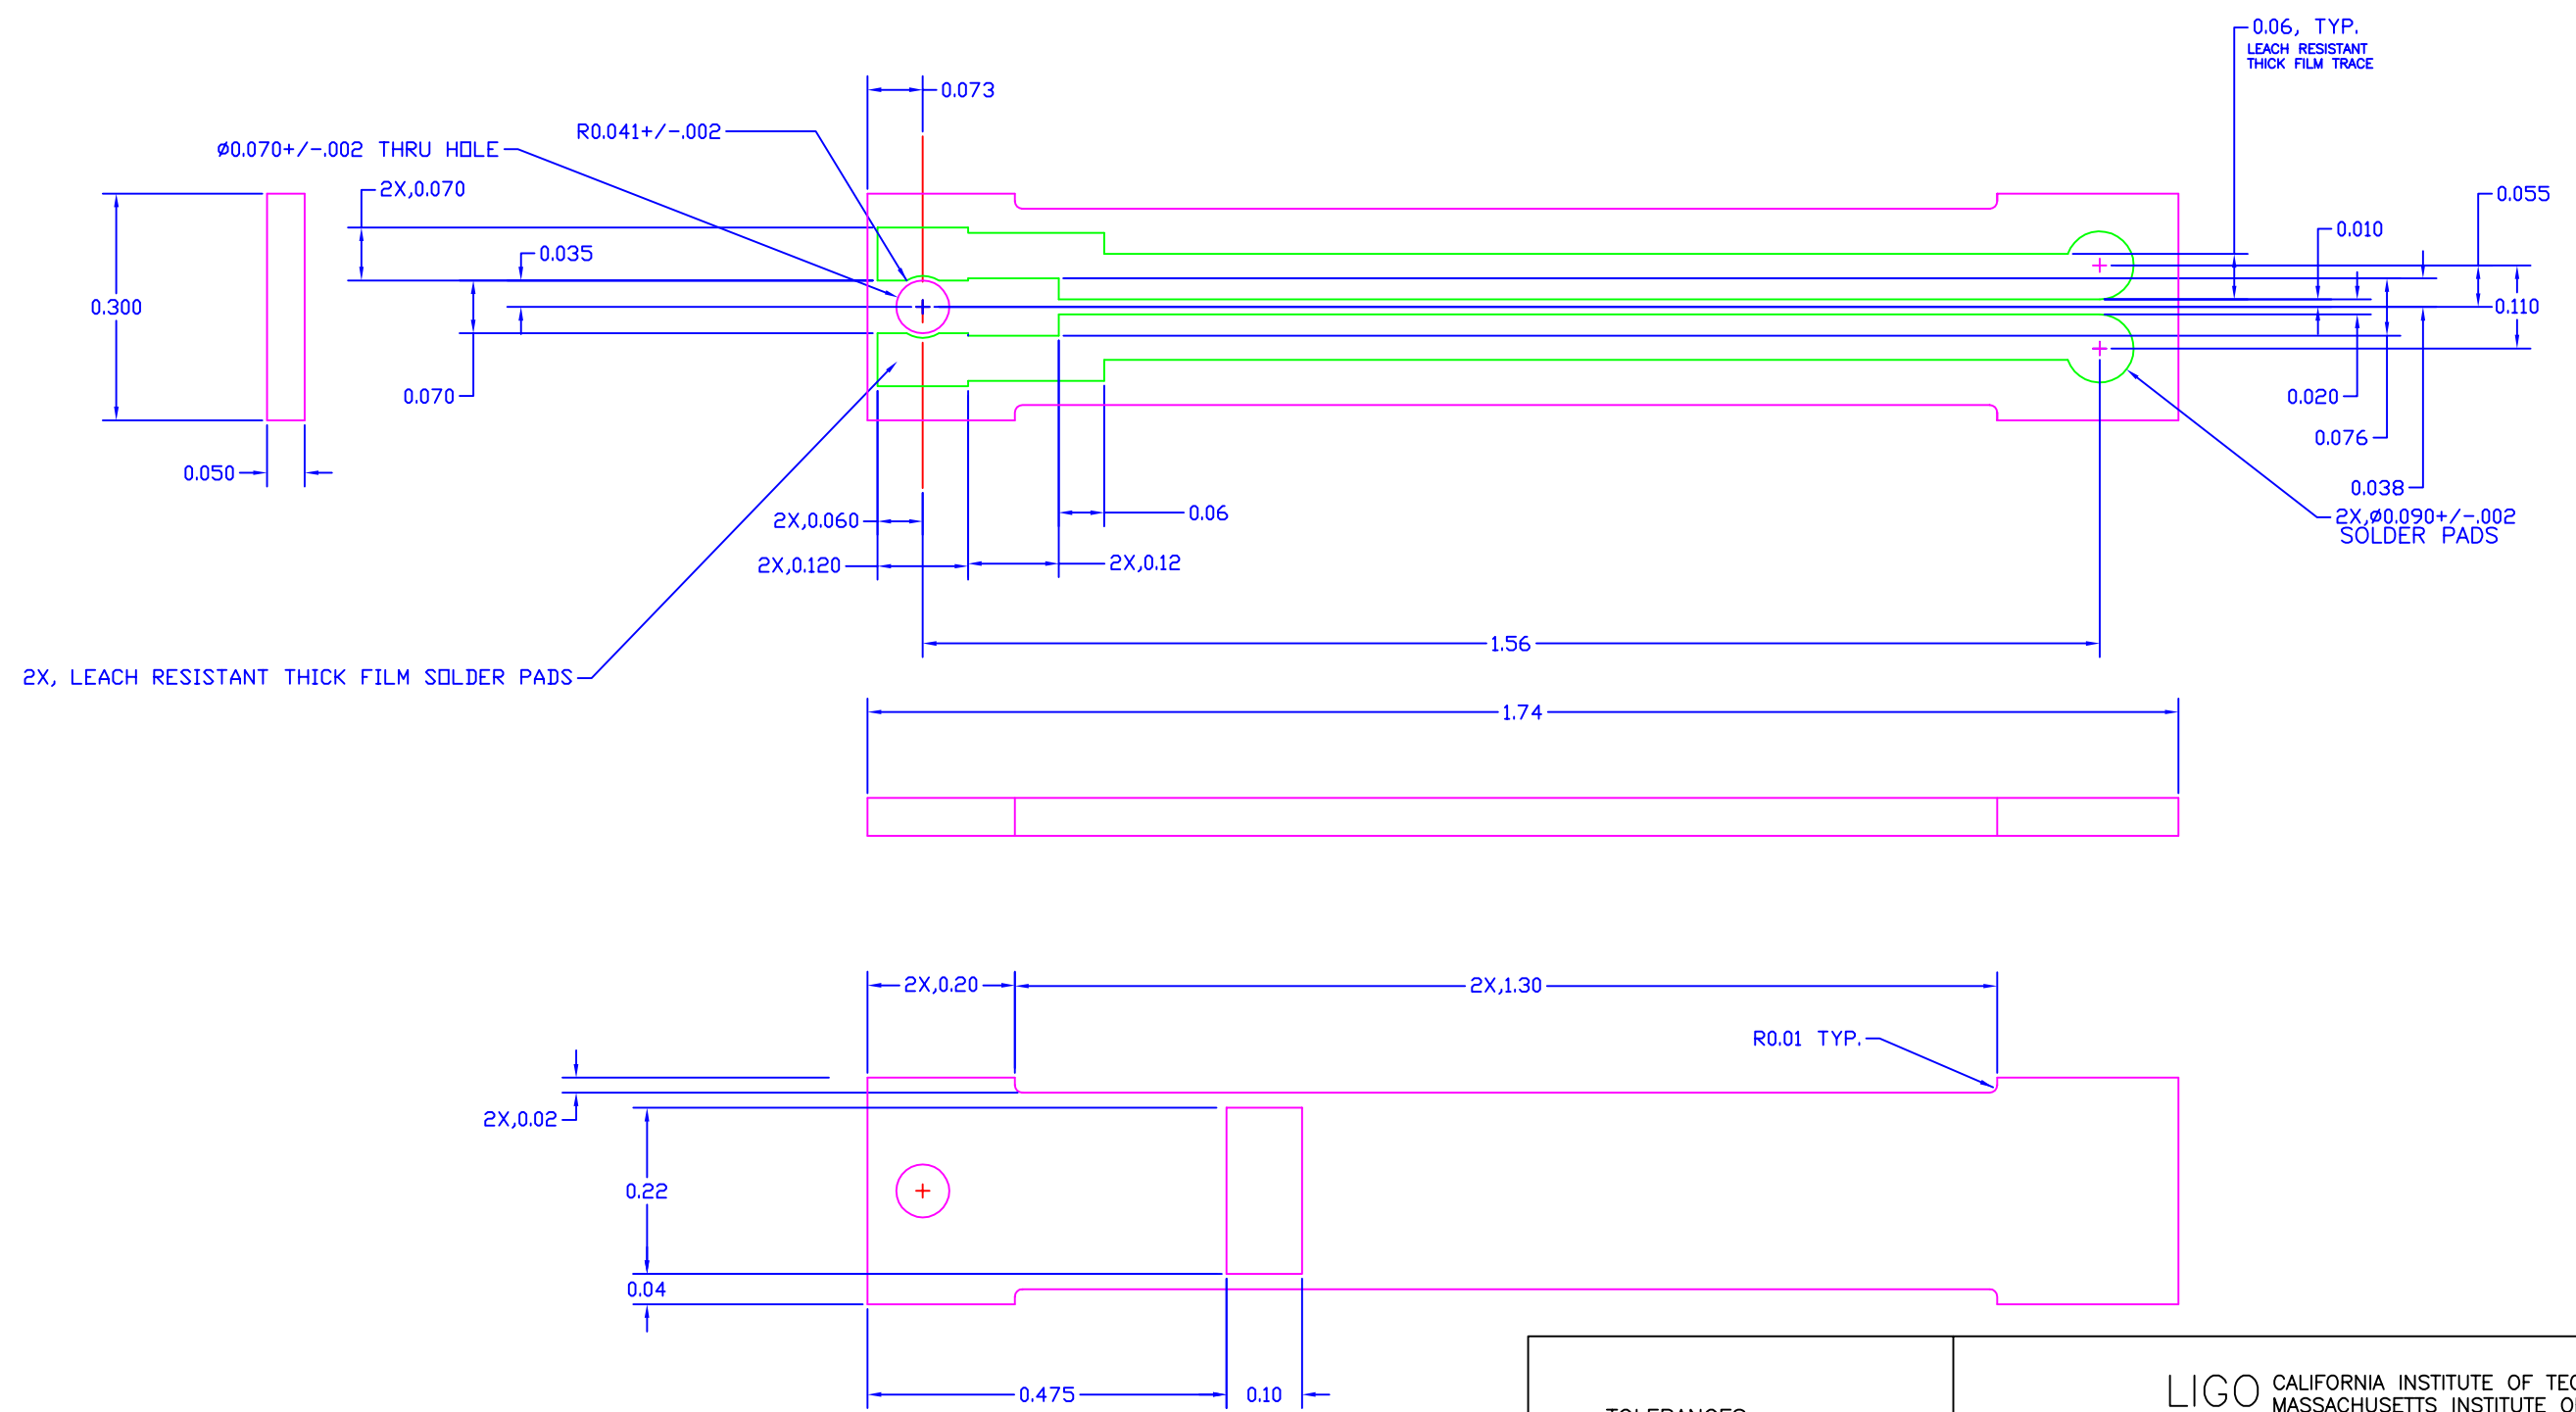 0.06, TYP.
LEACH RESISTANT
THICK FILM TRACE
0.073
R0.041+/-.002
Ø0.070+/-.002 THRU HOLE
2X,0.070
0.055
0.010
0.035
0.300
0.110
0.070
0.020
0.076
0.050
0.038
2X,0.060
0.06
2X,Ø0.090+/-.002
SOLDER PADS
2X,0.120
2X,0.12
1.56
2X, LEACH RESISTANT THICK FILM SOLDER PADS
1.74
2X,0.20
2X,1.30
R0.01 TYP.
2X,0.02
0.22
0.04
0.475
0.10
LIGO
CALIFORNIA INSTITUTE OF
MASSACHUSETTS INSTITUTE